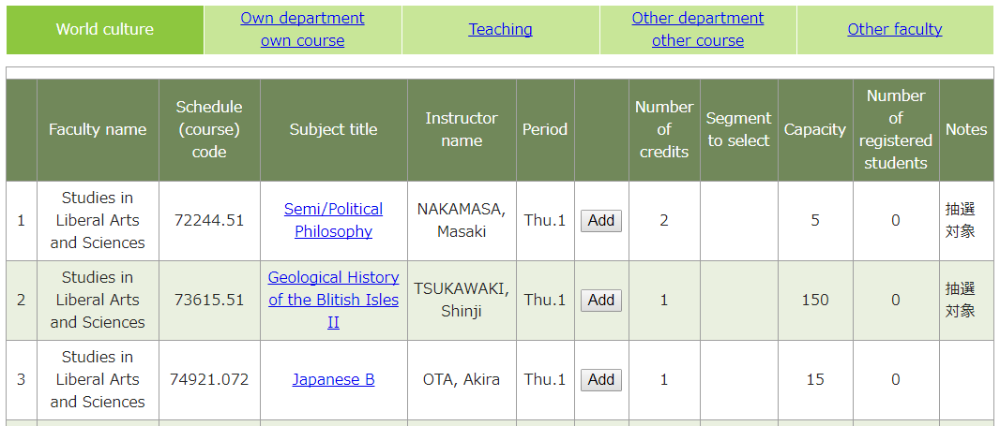 World culture
Own department
own course
Teaching
Other department
other course
Other faculty
Faculty name
Schedule
(course)
code
Subject title
Instructor
name
Period
Number
of
credits
Segment
to select
Capacity
Number
of
registered
students
Notes
1
Studies in
Liberal Arts
and Sciences
72244.51
Semi/Political
Philosophy
NAKAMASA,
Masaki
Thu.1
Add
2
5
0
抽選
対象
2
Studies in
Liberal Arts
and Sciences
73615.51
Geological History
of the Blitish Isles
II
TSUKAWAKI,
Shinji
Thu.1
Add
1
150
0
抽選
対象
3
Studies in
Liberal Arts
and Sciences
74921.072
Japanese B
OTA, Akira
Thu.1
Add
1
15
0